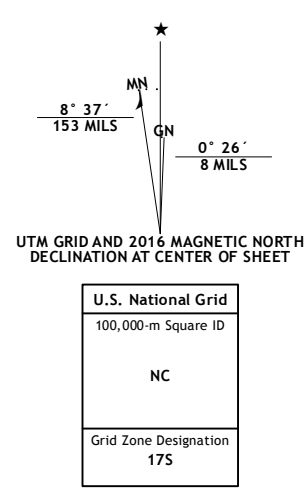 ★
MN
8° 37´
153 MILS
GN
0° 26´
8 MILS
UTM GRID AND 2016 MAGNETIC NORTH
DECLINATION AT CENTER OF SHEET
U.S. National Grid
100,000-m Square ID
NC
Grid Zone Designation
17S